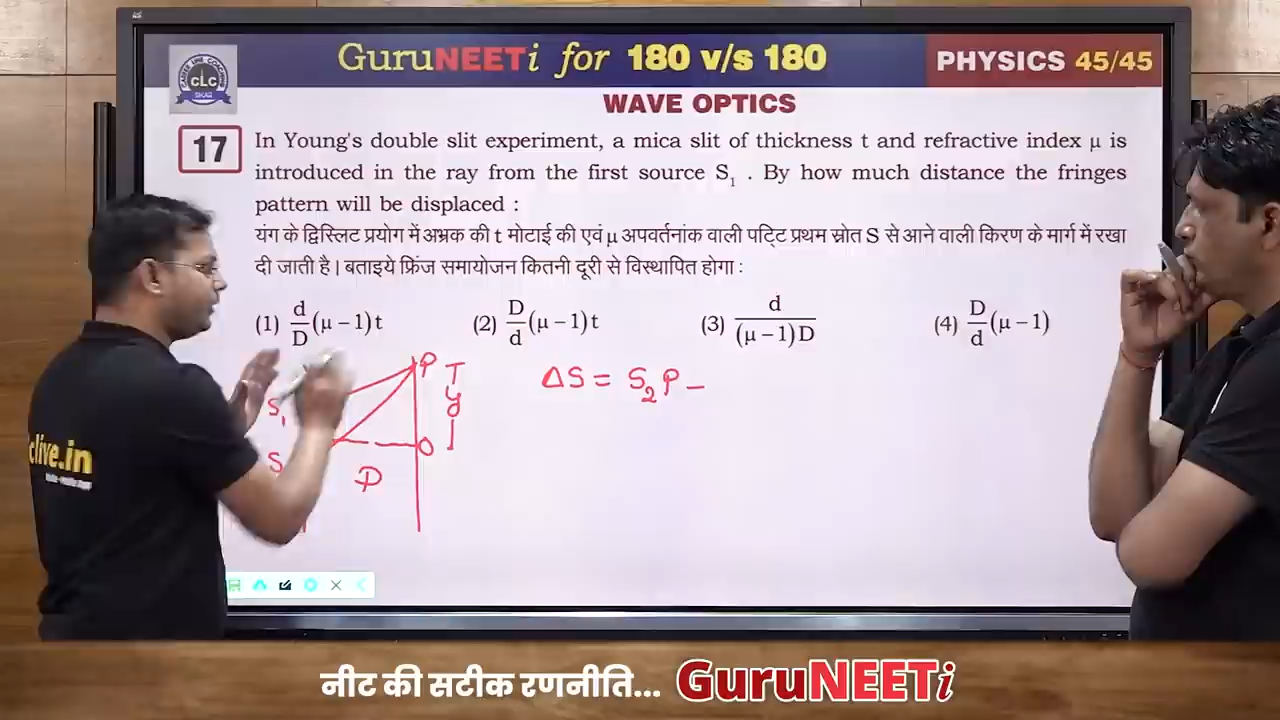 GuruNEETi for 180 v/s 180
PHYSICS 45/45
CLC
SIKAR
WAVE OPTICS
17
In Young's double slit experiment, a mica slit of thickness t and refractive index μ is
introduced in the ray from the first source S₁ . By how much distance the fringes
pattern will be displaced :
यंग के द्विस्लिट प्रयोग में अभ्रक की t मोटाई की एवं μ अपवर्तनांक वाली पट्टि प्रथम स्रोत S से आने वाली किरण के मार्ग में रखा
दी जाती है। बताइये फ्रिंज समायोजन कितनी दूरी से विस्थापित होगा :
(1) d/D (μ – 1) t (2) D/d (μ – 1) t (3) d/((μ – 1) D) (4) D/d (μ – 1)
P
y
ΔS = S₂P –
S₁
O
S
D
clive.in
नीट की सटीक रणनीति... GuruNEETi